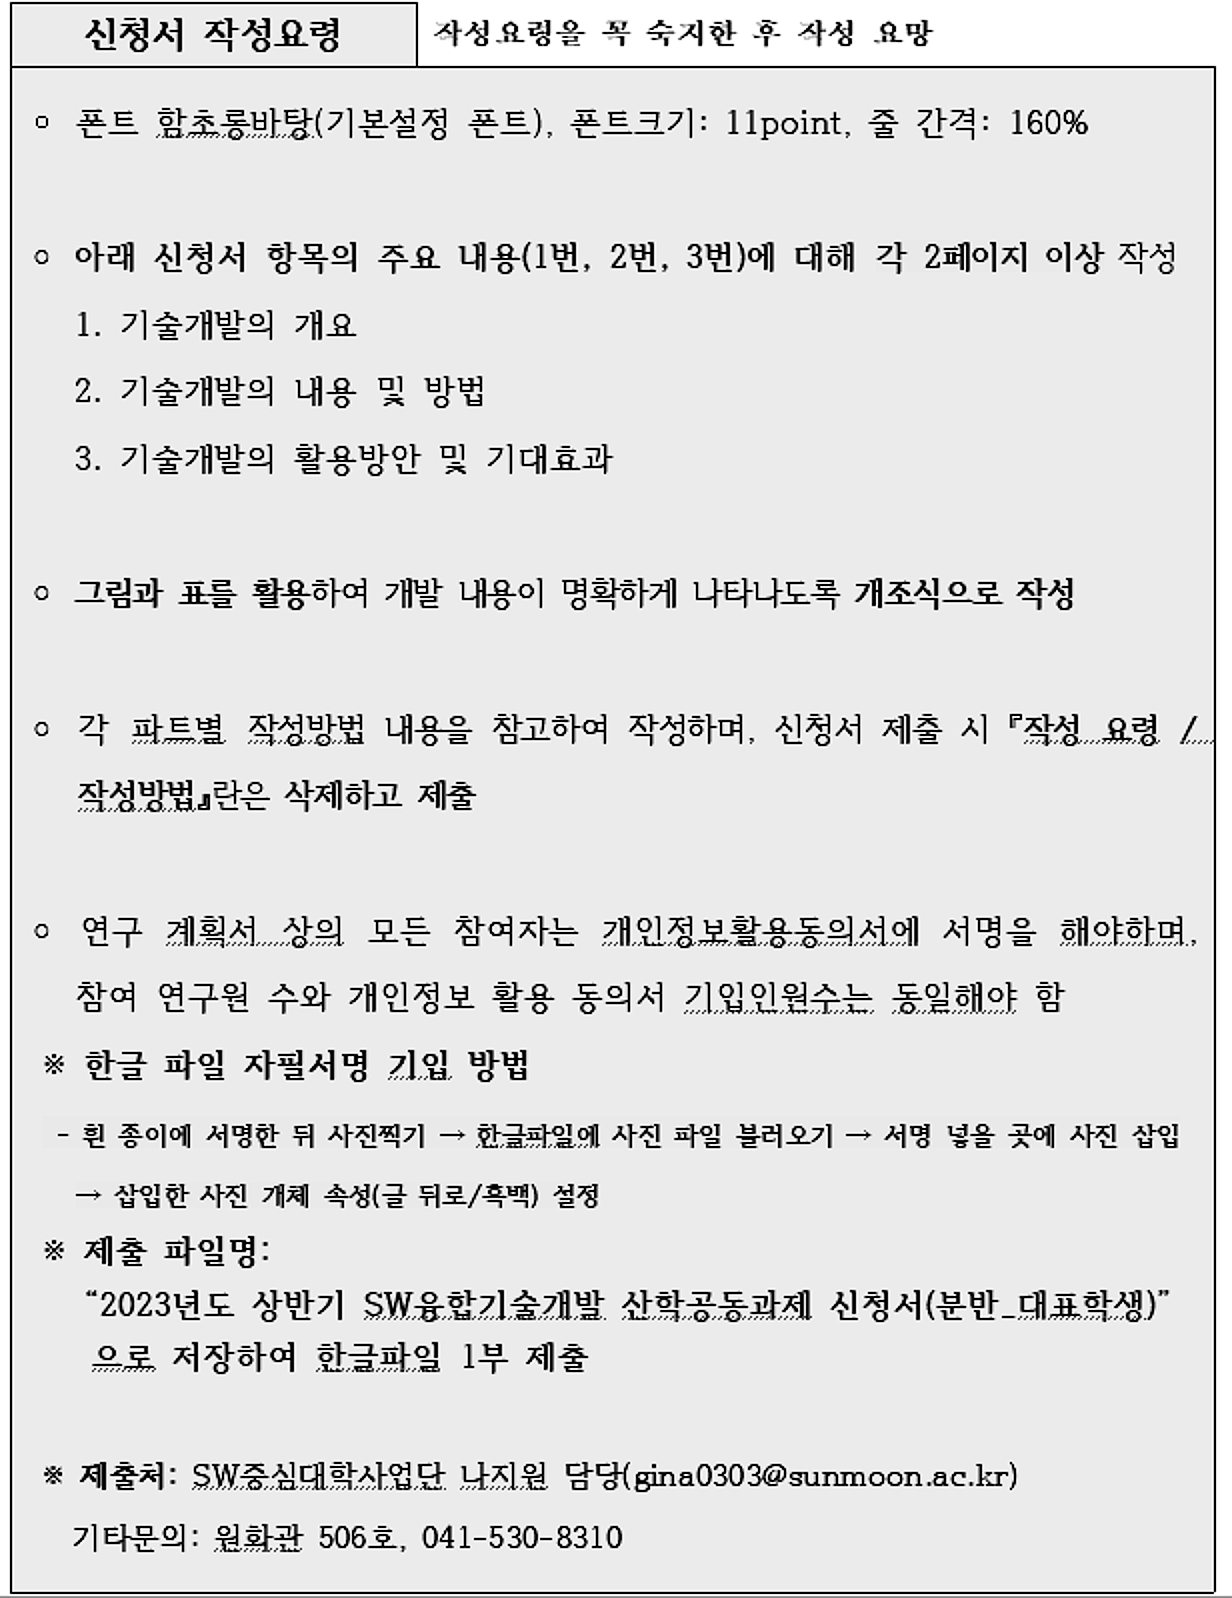 신청서 작성요령
작성요령을 꼭 숙지한 후 작성 요망
○ 폰트 함초롱바탕(기본설정 폰트), 폰트크기: 11point, 줄 간격: 160%
○ 아래 신청서 항목의 주요 내용(1번, 2번, 3번)에 대해 각 2페이지 이상 작성
1. 기술개발의 개요
2. 기술개발의 내용 및 방법
3. 기술개발의 활용방안 및 기대효과
○ 그림과 표를 활용하여 개발 내용이 명확하게 나타나도록 개조식으로 작성
○ 각 파트별 작성방법 내용을 참고하여 작성하며, 신청서 제출 시 『작성 요령 /
작성방법』란은 삭제하고 제출
○ 연구 계획서 상의 모든 참여자는 개인정보활용동의서에 서명을 해야하며,
참여 연구원 수와 개인정보 활용 동의서 기입인원수는 동일해야 함
※ 한글 파일 자필서명 기입 방법
- 흰 종이에 서명한 뒤 사진찍기 → 한글파일에 사진 파일 불러오기 → 서명 넣을 곳에 사진 삽입
→ 삽입한 사진 개체 속성(글 뒤로/흑백) 설정
※ 제출 파일명:
“2023년도 상반기 SW융합기술개발 산학공동과제 신청서(분반_대표학생)”
으로 저장하여 한글파일 1부 제출
※ 제출처: SW중심대학사업단 나지원 담당(gina0303@sunmoon.ac.kr)
기타문의: 원화관 506호, 041-530-8310